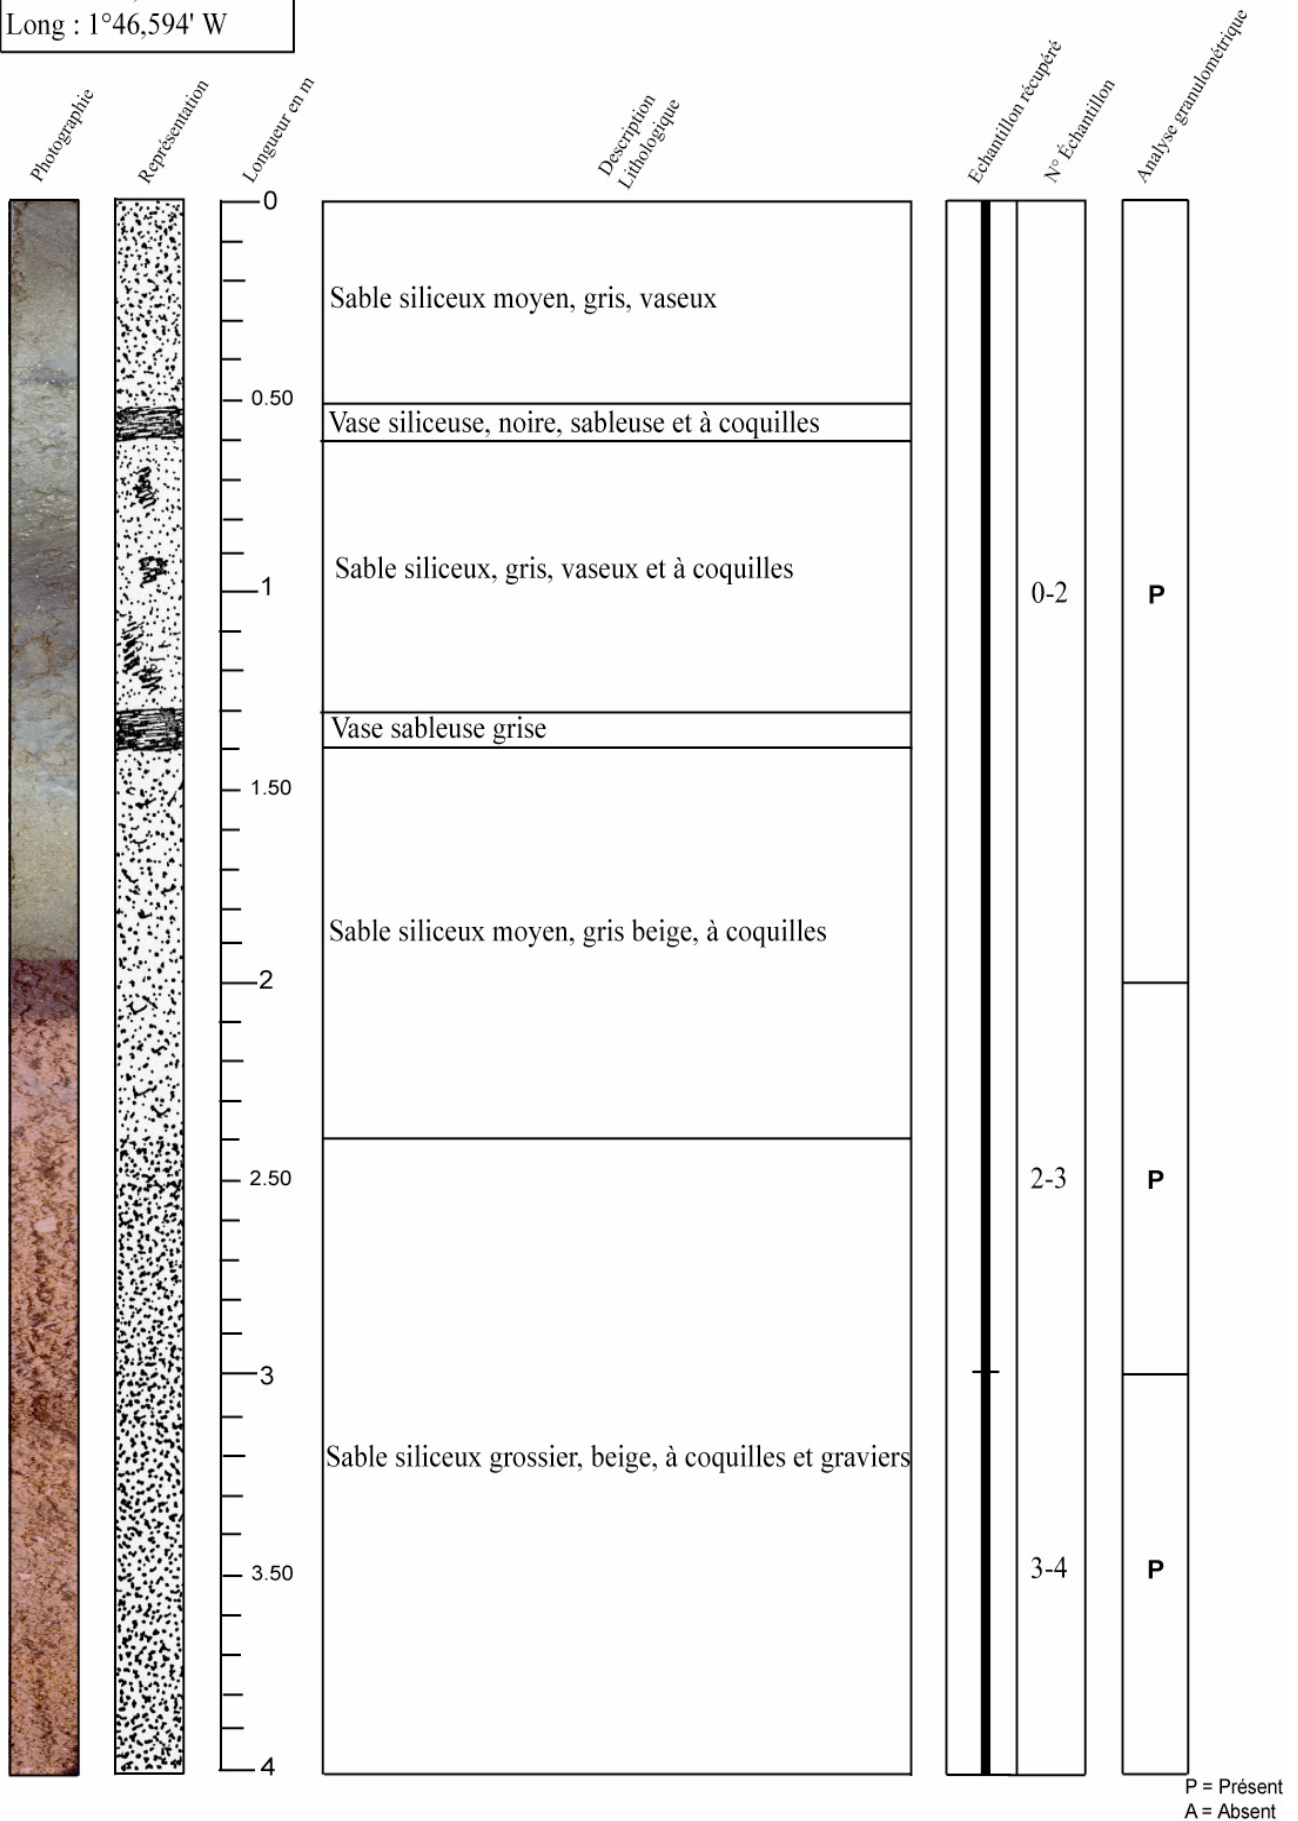 Long : 1°46,594' W
Photographie
Représentation
Longueur en m
Description
Lithologique
Echantillon récupéré
N° Échantillon
Analyse granulométrique
0
Sable siliceux moyen, gris, vaseux
0.50
Vase siliceuse, noire, sableuse et à coquilles
Sable siliceux, gris, vaseux et à coquilles
1
0-2
P
Vase sableuse grise
1.50
Sable siliceux moyen, gris beige, à coquilles
2
2.50
2-3
P
3
Sable siliceux grossier, beige, à coquilles et graviers
3.50
3-4
P
4
P = Présent
A = Absent